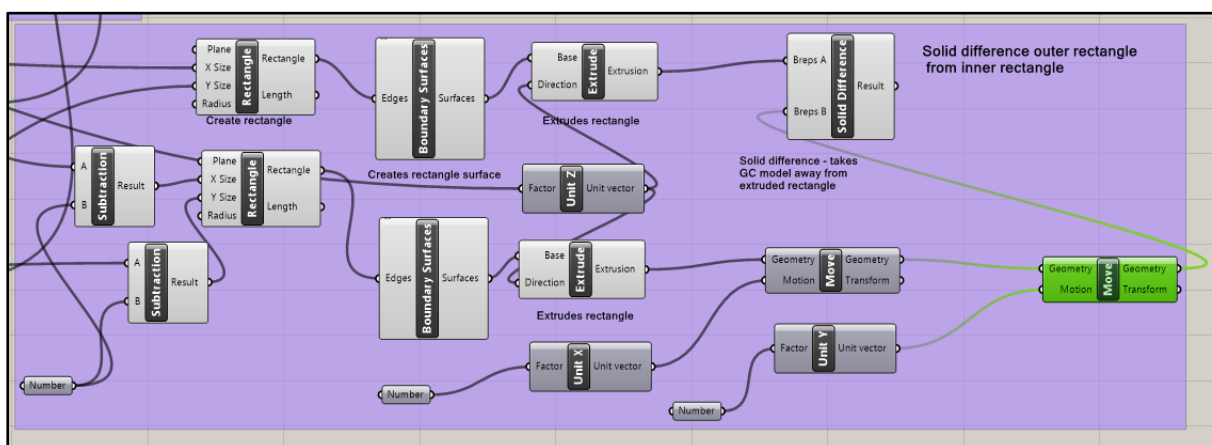 Plane
X Size
Y Size
Radius
Rectangle
Rectangle
Length
Create rectangle
Edges
Boundary Surfaces
Surfaces
Creates rectangle surface
Base
Direction
Extrude
Extrusion
Extrudes rectangle
Breps A
Breps B
Solid Difference
Result
Solid difference outer rectangle
from inner rectangle
Solid difference - takes
GC model away from
extruded rectangle
A
B
Subtraction
Result
Plane
X Size
Y Size
Radius
Rectangle
Rectangle
Length
Factor
Unit Z
Unit vector
A
B
Subtraction
Result
Edges
Boundary Surfaces
Surfaces
Base
Direction
Extrude
Extrusion
Extrudes rectangle
Geometry
Motion
Move
Geometry
Transform
Geometry
Motion
Move
Geometry
Transform
Factor
Unit X
Unit vector
Factor
Unit Y
Unit vector
Number
Number
Number